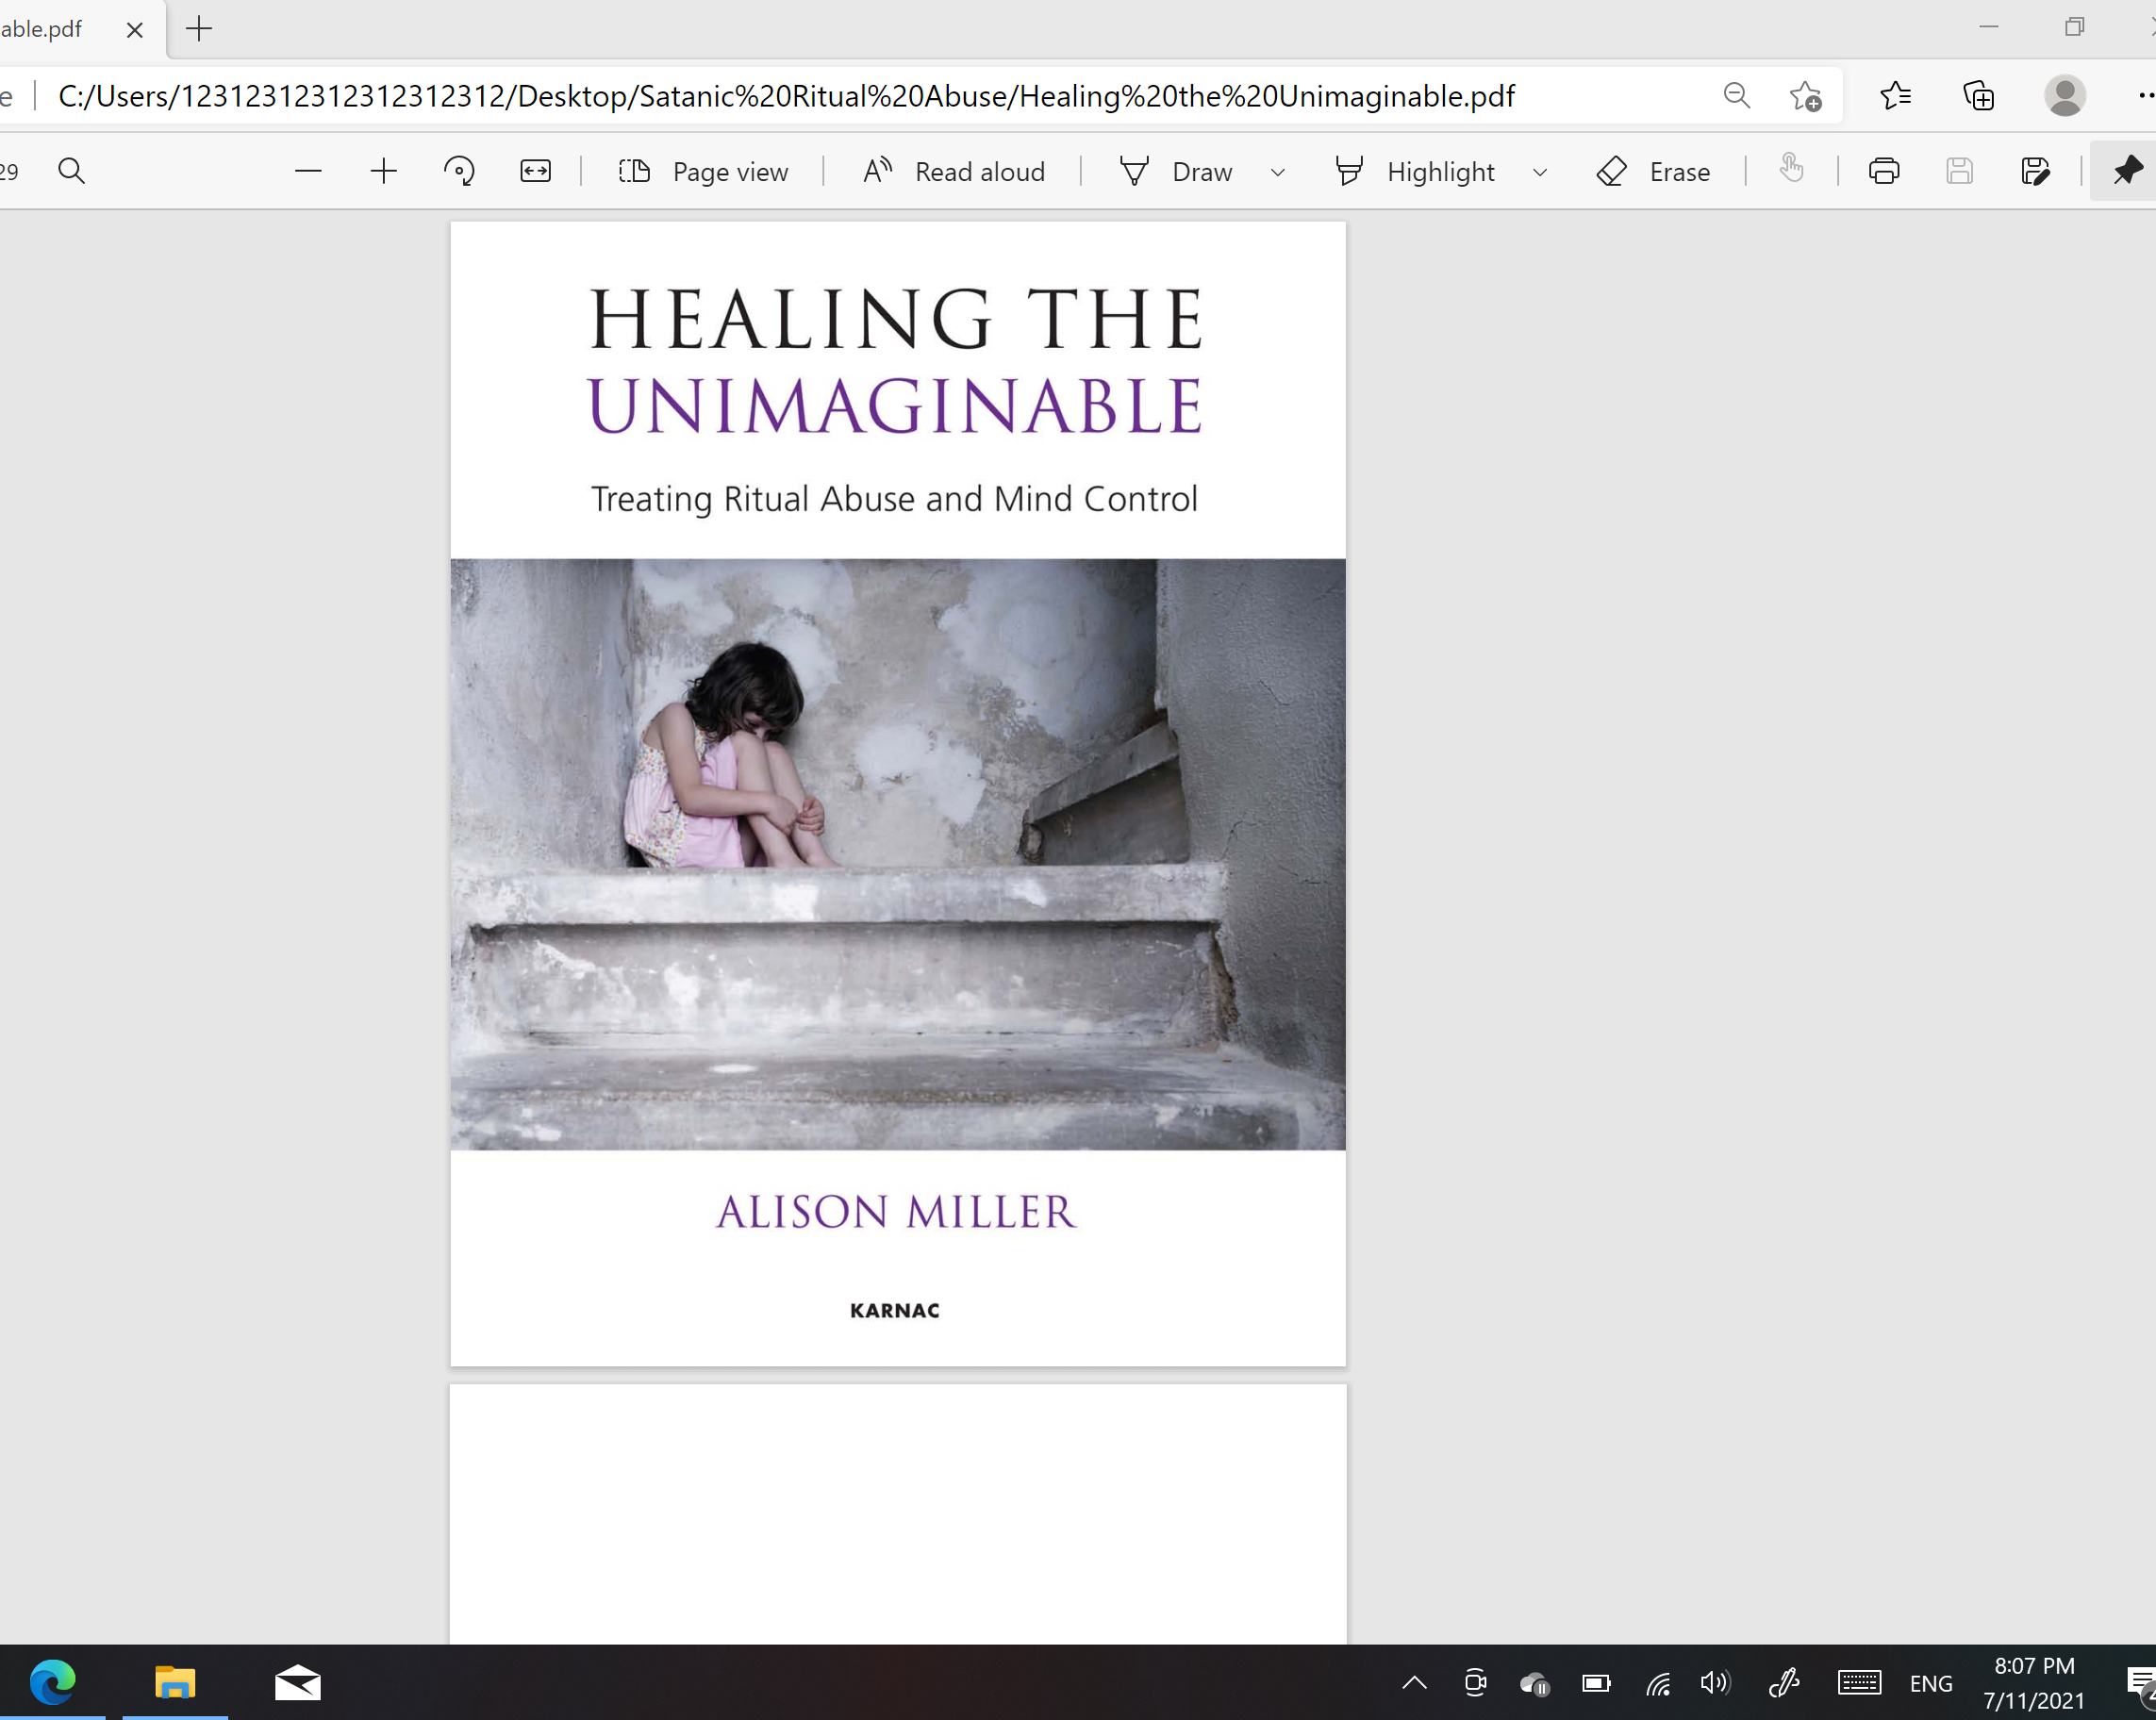 able.pdf
e
C:/Users/12312312312312312312/Desktop/Satanic%20Ritual%20Abuse/Healing%20the%20Unimaginable.pdf
29
Page view
Read aloud
Draw
Highlight
Erase
HEALING THE
UNIMAGINABLE
Treating Ritual Abuse and Mind Control
ALISON MILLER
KARNAC
ENG
8:07 PM
7/11/2021